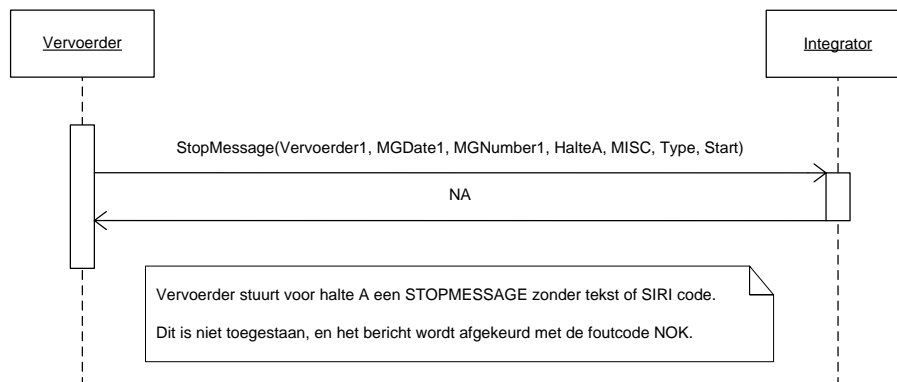 Vervoerder
Integrator
StopMessage(Vervoerder1, MGDate1, MGNumber1, HalteA, MISC, Type, Start)
NA
Vervoerder stuurt voor halte A een STOPMESSAGE zonder tekst of SIRI code.
Dit is niet toegestaan, en het bericht wordt afgekeurd met de foutcode NOK.